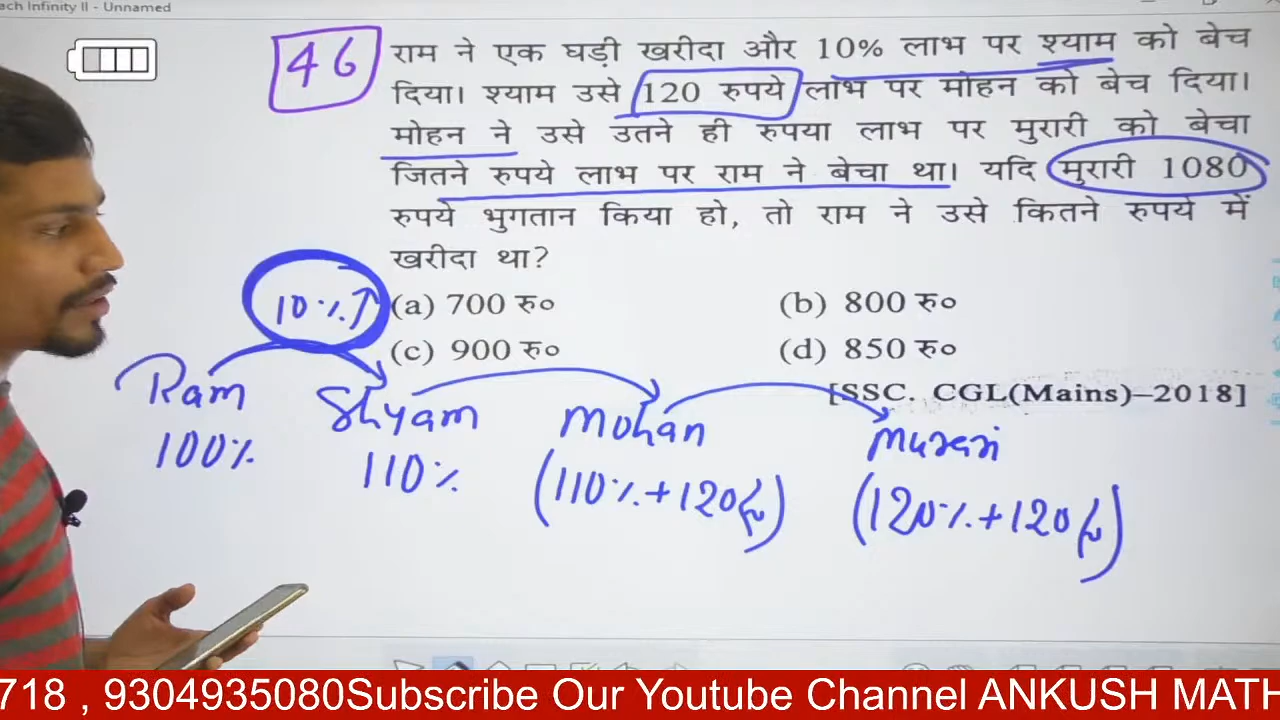 ach Infinity II - Unnamed
46
राम ने एक घड़ी खरीदा और 10% लाभ पर श्याम को बेच
दिया। श्याम उसे 120 रुपये लाभ पर मोहन को बेच दिया।
मोहन ने उसे उतने ही रुपया लाभ पर मुरारी को बेचा
जितने रुपये लाभ पर राम ने बेचा था। यदि मुरारी 1080
रुपये भुगतान किया हो, तो राम ने उसे कितने रुपये में
खरीदा था?
10%↑
(a) 700 रु० (b) 800 रु०
(c) 900 रु० (d) 850 रु०
[SSC. CGL(Mains)–2018]
Ram Shyam Mohan Murari
100% 110% (110%+120रु) (120%+120रु)
718 , 9304935080Subscribe Our Youtube Channel ANKUSH MATH